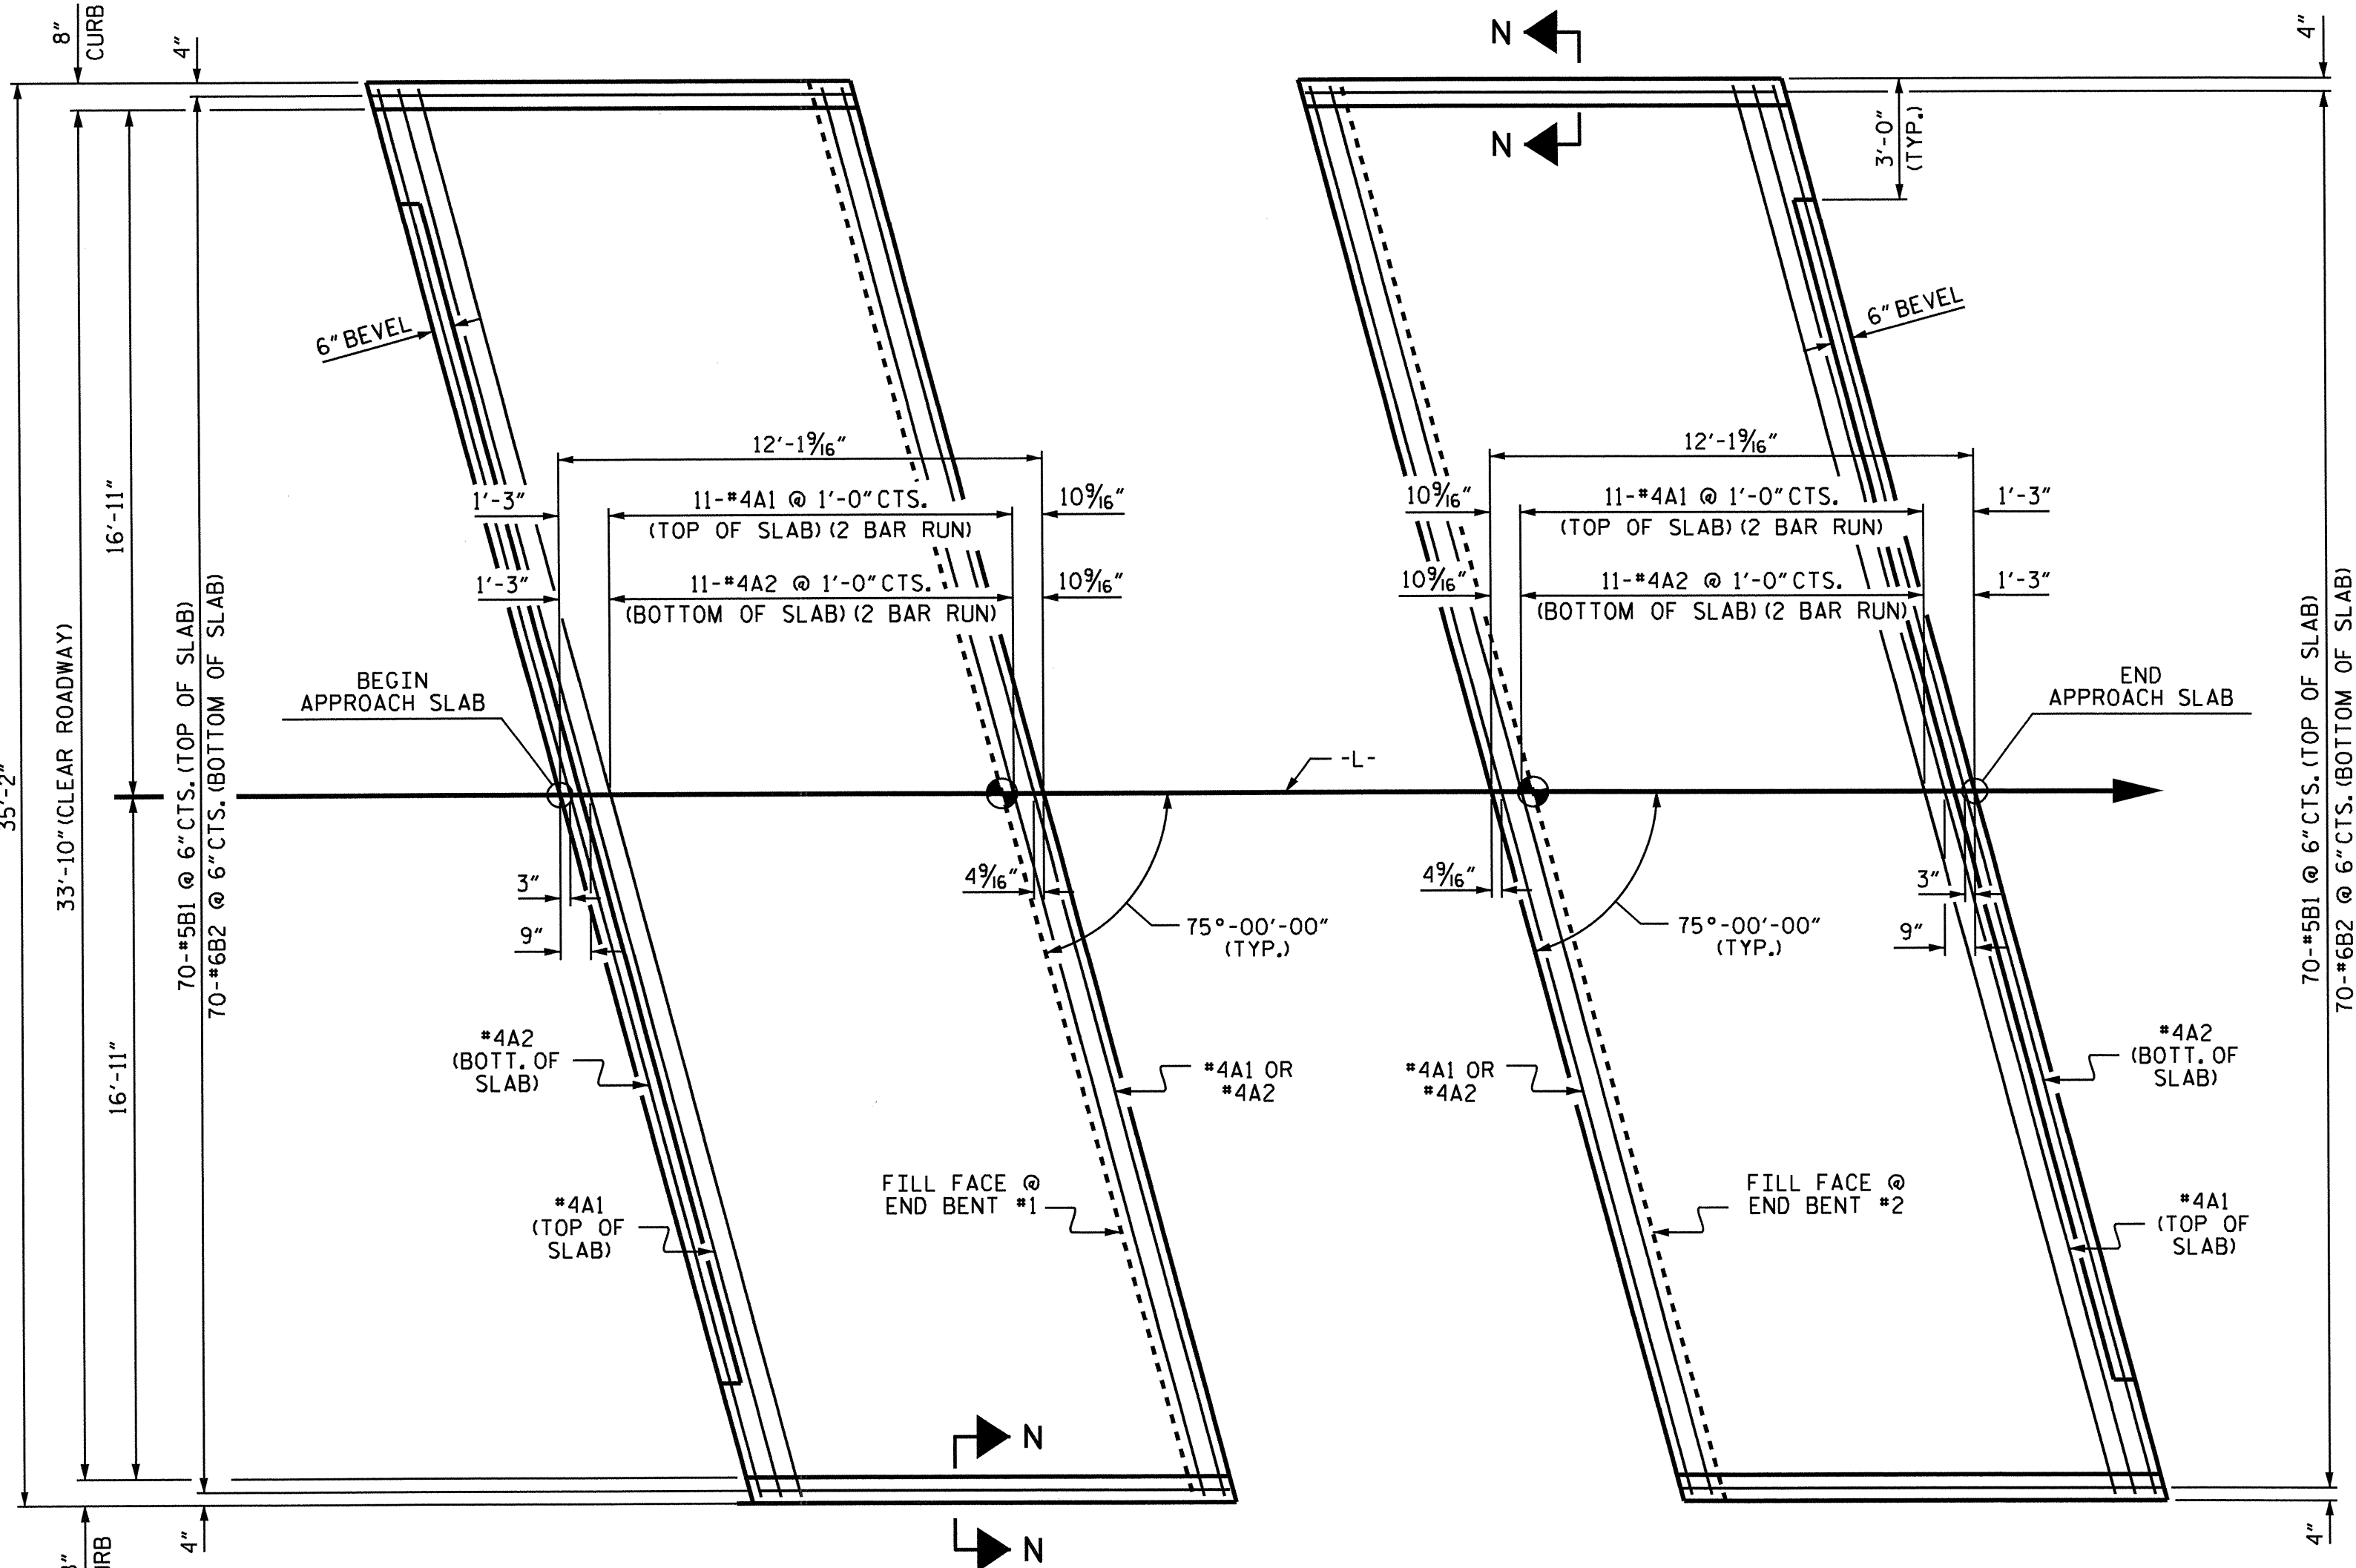 8" CURB
4"
N
N
4"
3'-0"
(TYP.)
6" BEVEL
6" BEVEL
12'-1 9/16"
12'-1 9/16"
1'-3"
11-#4A1 @ 1'-0" CTS.
(TOP OF SLAB) (2 BAR RUN)
10 9/16"
10 9/16"
11-#4A1 @ 1'-0" CTS.
(TOP OF SLAB) (2 BAR RUN)
1'-3"
1'-3"
11-#4A2 @ 1'-0" CTS.
(BOTTOM OF SLAB) (2 BAR RUN)
10 9/16"
10 9/16"
11-#4A2 @ 1'-0" CTS.
(BOTTOM OF SLAB) (2 BAR RUN)
1'-3"
35'-2"
33'-10" (CLEAR ROADWAY)
16'-11"
16'-11"
70-#5B1 @ 6" CTS. (TOP OF SLAB)
70-#6B2 @ 6" CTS. (BOTTOM OF SLAB)
70-#5B1 @ 6" CTS. (TOP OF SLAB)
70-#6B2 @ 6" CTS. (BOTTOM OF SLAB)
BEGIN
APPROACH SLAB
-L-
END
APPROACH SLAB
3"
9"
4 9/16"
75°-00'-00"
(TYP.)
4 9/16"
75°-00'-00"
(TYP.)
3"
9"
#4A2
(BOTT. OF
SLAB)
#4A1 OR
#4A2
#4A1 OR
#4A2
#4A2
(BOTT. OF
SLAB)
#4A1
(TOP OF
SLAB)
FILL FACE @
END BENT #1
FILL FACE @
END BENT #2
#4A1
(TOP OF
SLAB)
N
N
4"
4"